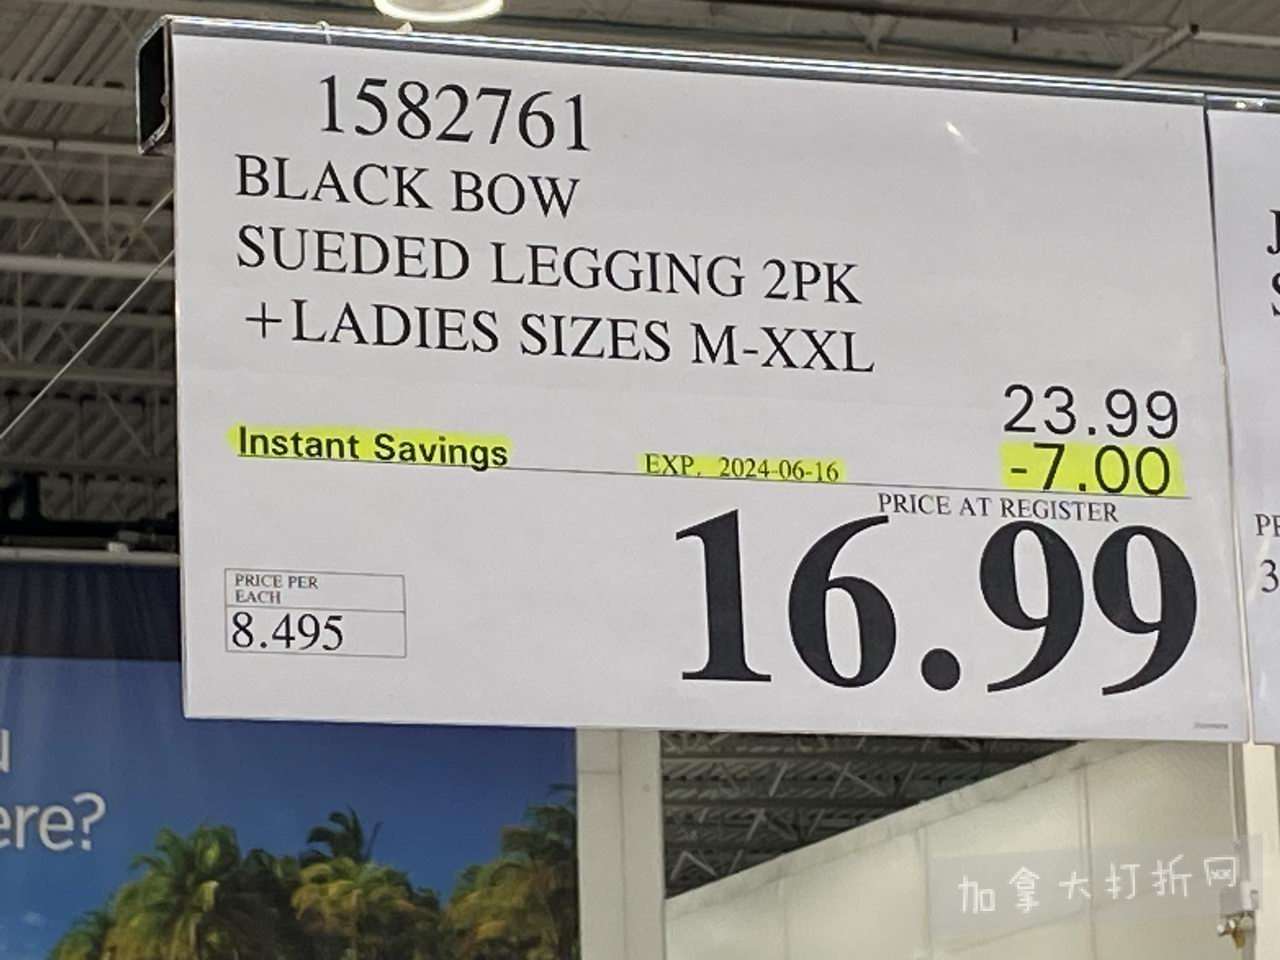 1582761
BLACK BOW
SUEDED LEGGING 2PK
+LADIES SIZES M-XXL
23.99
Instant Savings EXP. 2024-06-16 -7.00
PRICE AT REGISTER
16.99
PRICE PER
EACH
8.495
ere?
加拿大打折网